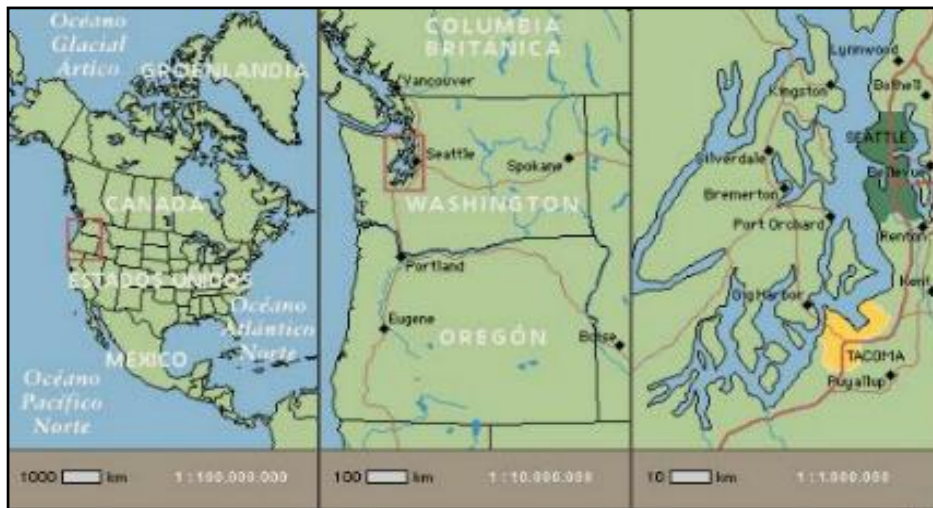 Océano
Glacial
Ártico
GROENLANDIA
CANADÁ
ESTADOS UNIDOS
Océano
Atlántico
Norte
MÉXICO
Océano
Pacífico
Norte
1000 km 1:100.000.000
COLUMBIA
BRITÁNICA
Vancouver
Seattle
Spokane
WASHINGTON
Portland
Eugene
OREGÓN
Boise
100 km 1:10.000.000
Lynnwood
Bothell
Kingston
SEATTLE
Silverdale
Bellevue
Bremerton
Port Orchard
Renton
Kent
Gig Harbor
TACOMA
Puyallup
10 km 1:1.000.000